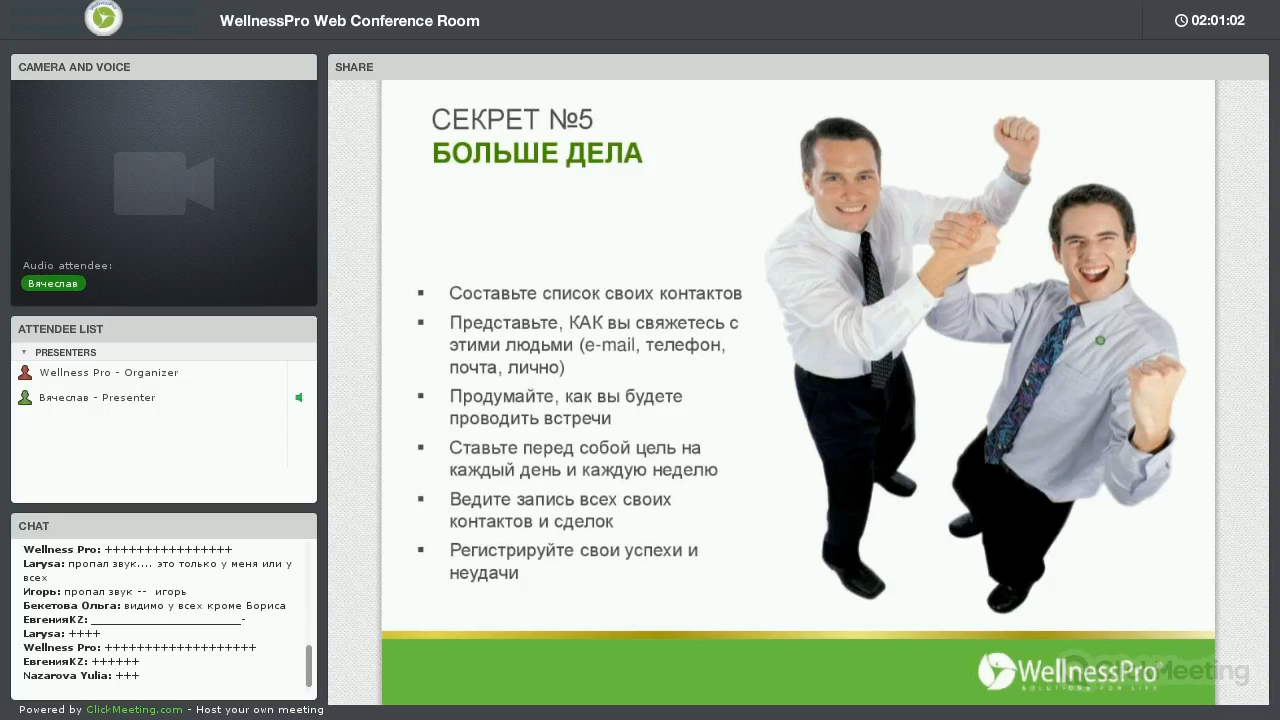 WellnessPro Web Conference Room
02:01:02
CAMERA AND VOICE
Audio attendee:
Вячеслав
ATTENDEE LIST
PRESENTERS
Wellness Pro - Organizer
Вячеслав - Presenter
CHAT
Wellness Pro: ++++++++++++++++
Larysa: пропал звук.... это только у меня или у
всех
Игорь: пропал звук -- игорь
Бекетова Ольга: видимо у всех кроме Бориса
ЕвгенияKZ: _________________________-
Larysa: ++++
Wellness Pro: +++++++++++++++++++
ЕвгенияKZ: ++++++
Nazarova Yulia: +++
Powered by ClickMeeting.com - Host your own meeting
SHARE
СЕКРЕТ №5
БОЛЬШЕ ДЕЛА
▪ Составьте список своих контактов
▪ Представьте, КАК вы свяжетесь с
этими людьми (e-mail, телефон,
почта, лично)
▪ Продумайте, как вы будете
проводить встречи
▪ Ставьте перед собой цель на
каждый день и каждую неделю
▪ Ведите запись всех своих
контактов и сделок
▪ Регистрируйте свои успехи и
неудачи
WellnessPro
SOLUTIONS FOR LIFE
Meeting